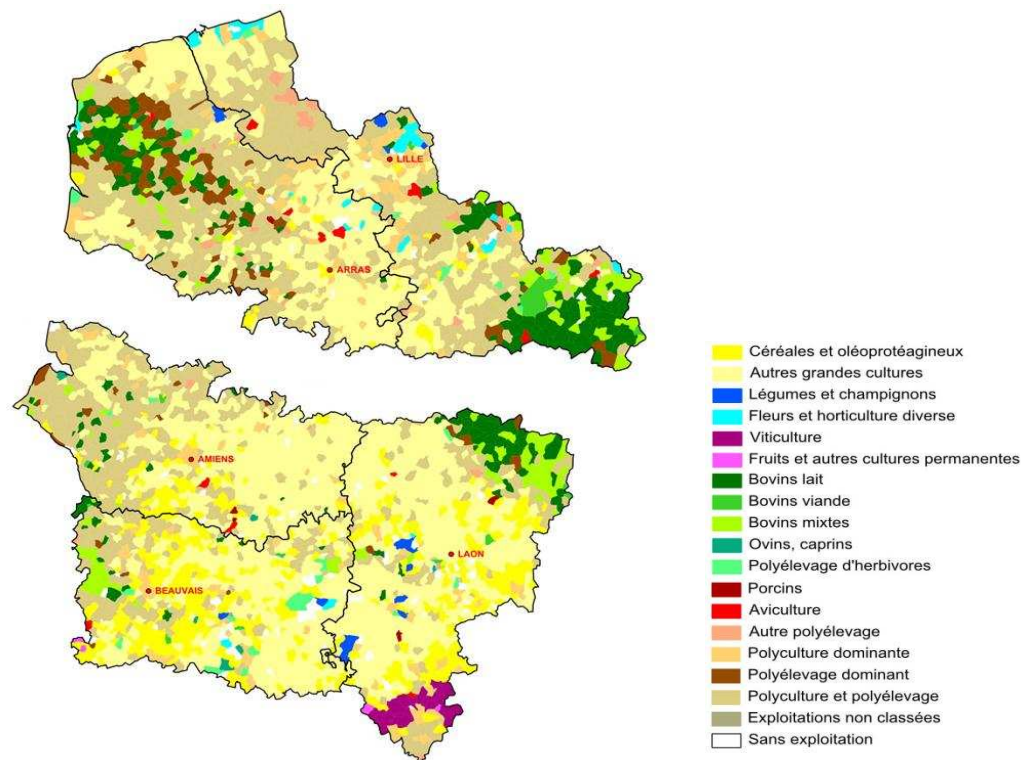 LILLE
ARRAS
AMIENS
LAON
BEAUVAIS
Céréales et oléoprotéagineux
Autres grandes cultures
Légumes et champignons
Fleurs et horticulture diverse
Viticulture
Fruits et autres cultures permanentes
Bovins lait
Bovins viande
Bovins mixtes
Ovins, caprins
Polyélevage d'herbivores
Porcins
Aviculture
Autre polyélevage
Polyculture dominante
Polyélevage dominant
Polyculture et polyélevage
Exploitations non classées
Sans exploitation